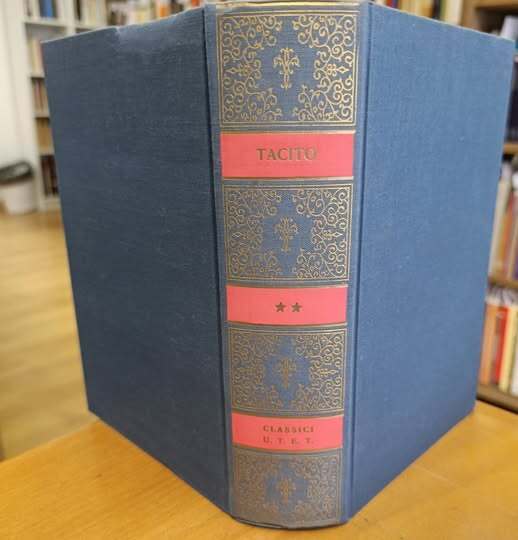 TACITO
★★
CLASSICI
U. T. E. T.